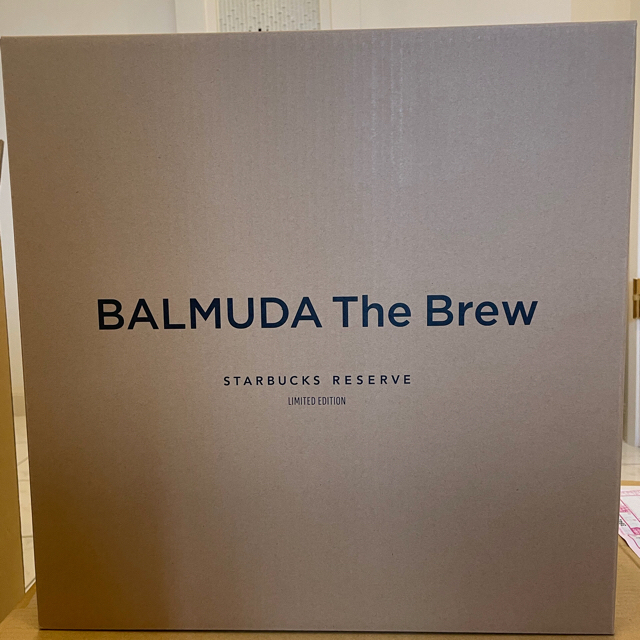 BALMUDA The Brew
STARBUCKS RESERVE
LIMITED EDITION